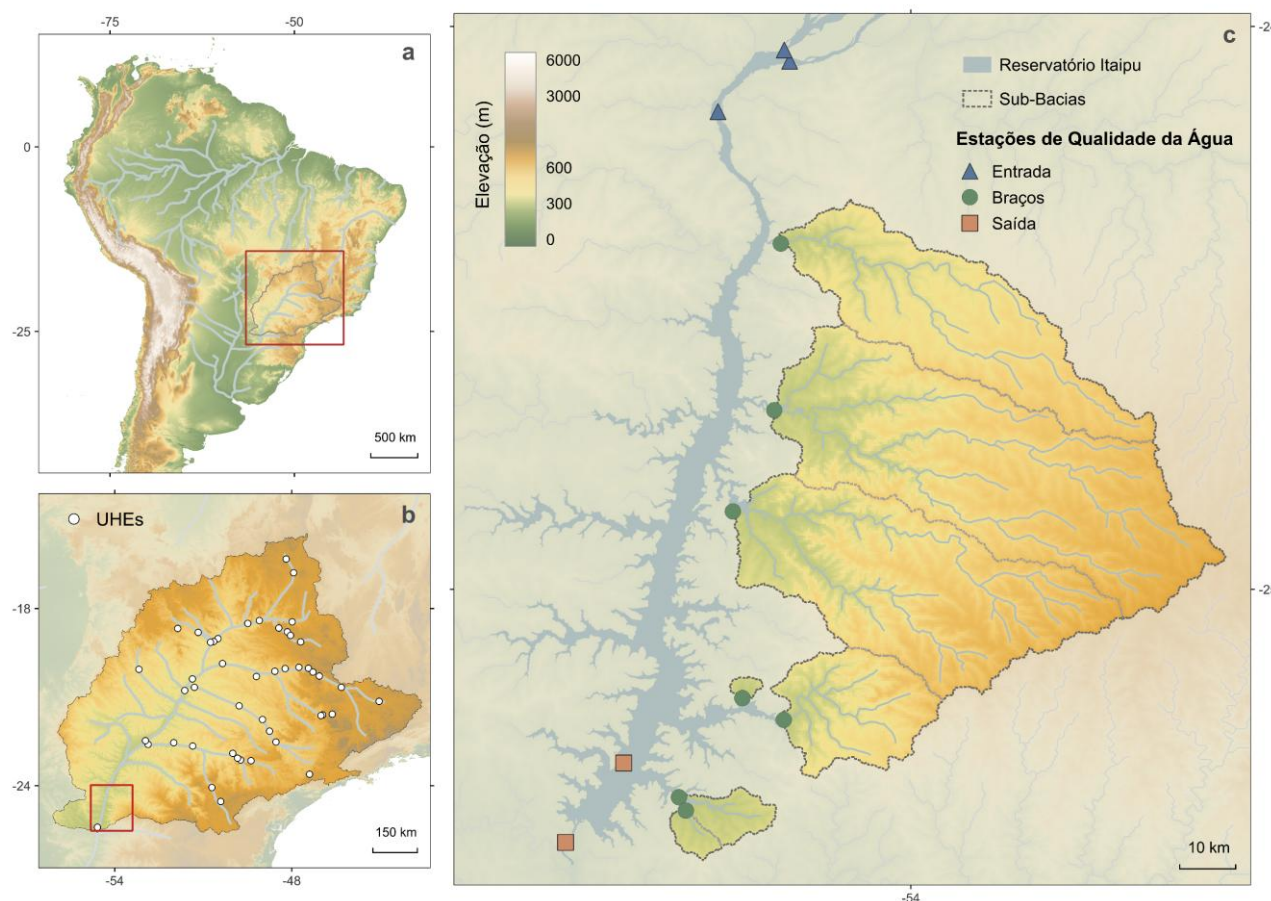 -75
-50
a
0
-25
500 km
b
UHEs
-18
-24
150 km
-54
-48
c
Elevação (m)
6000
3000
600
300
0
Reservatório Itaipu
Sub-Bacias
Estações de Qualidade da Água
Entrada
Braços
Saída
10 km
-54